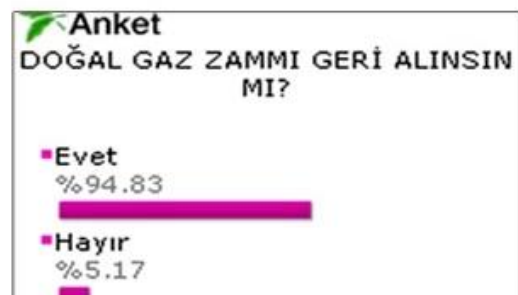 Anket
DOĞAL GAZ ZAMMI GERİ ALINSIN
MI?
Evet
%94.83
Hayır
%5.17